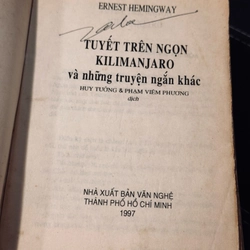 ERNEST HEMINGWAY
TUYẾT TRÊN NGỌN
KILIMANJARO
và những truyện ngắn khác
HUY TƯỞNG & PHẠM VIÊM PHƯƠNG
dịch
NHÀ XUẤT BẢN VĂN NGHỆ
THÀNH PHỐ HỒ CHÍ MINH
1997